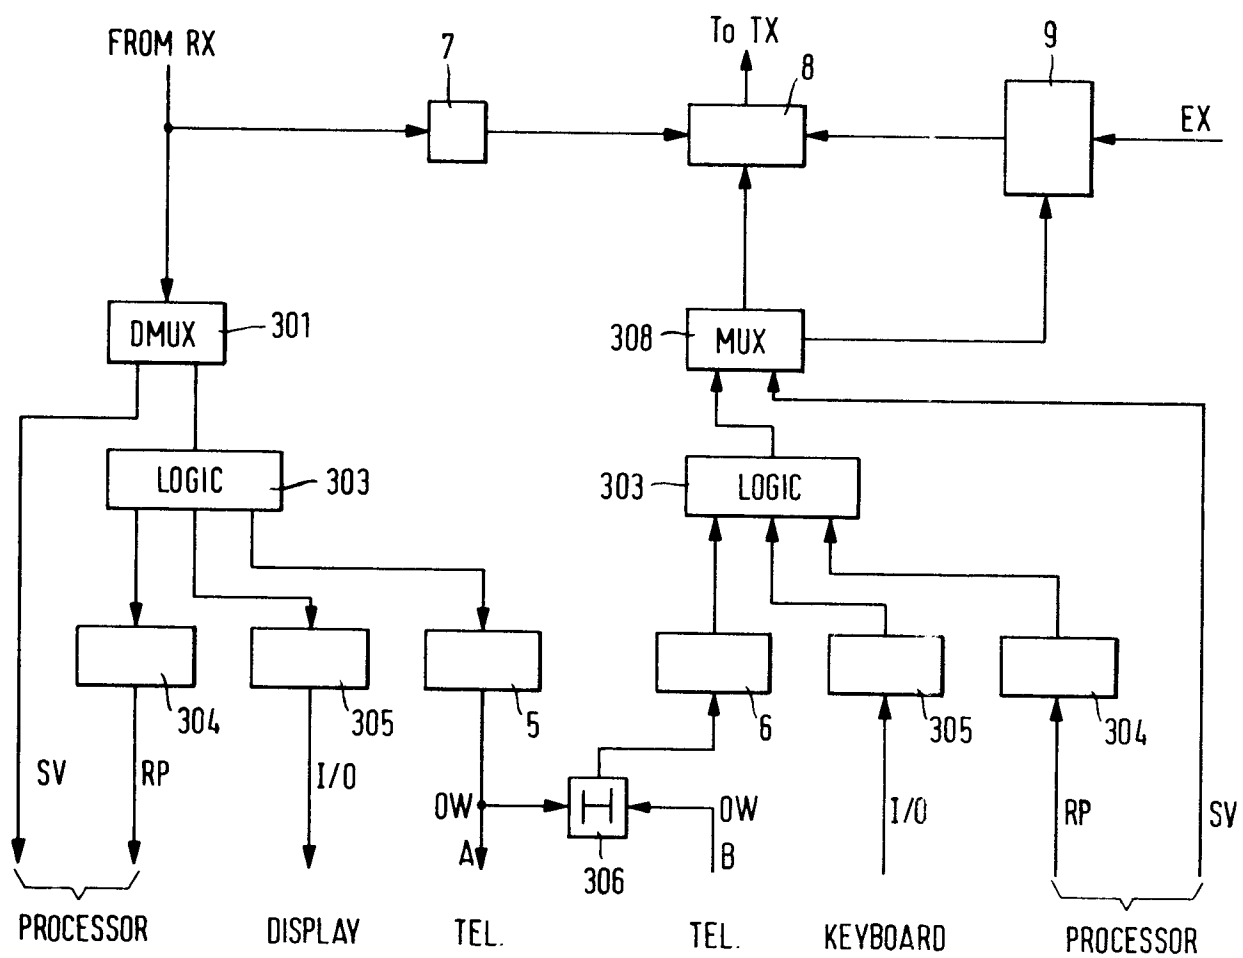 FROM RX
7
To TX
8
9
EX
DMUX
301
308
MUX
LOGIC
303
303
LOGIC
304
305
5
6
305
304
SV
RP
I/O
OW
A
306
OW
B
I/O
RP
SV
PROCESSOR
DISPLAY
TEL.
TEL.
KEYBOARD
PROCESSOR